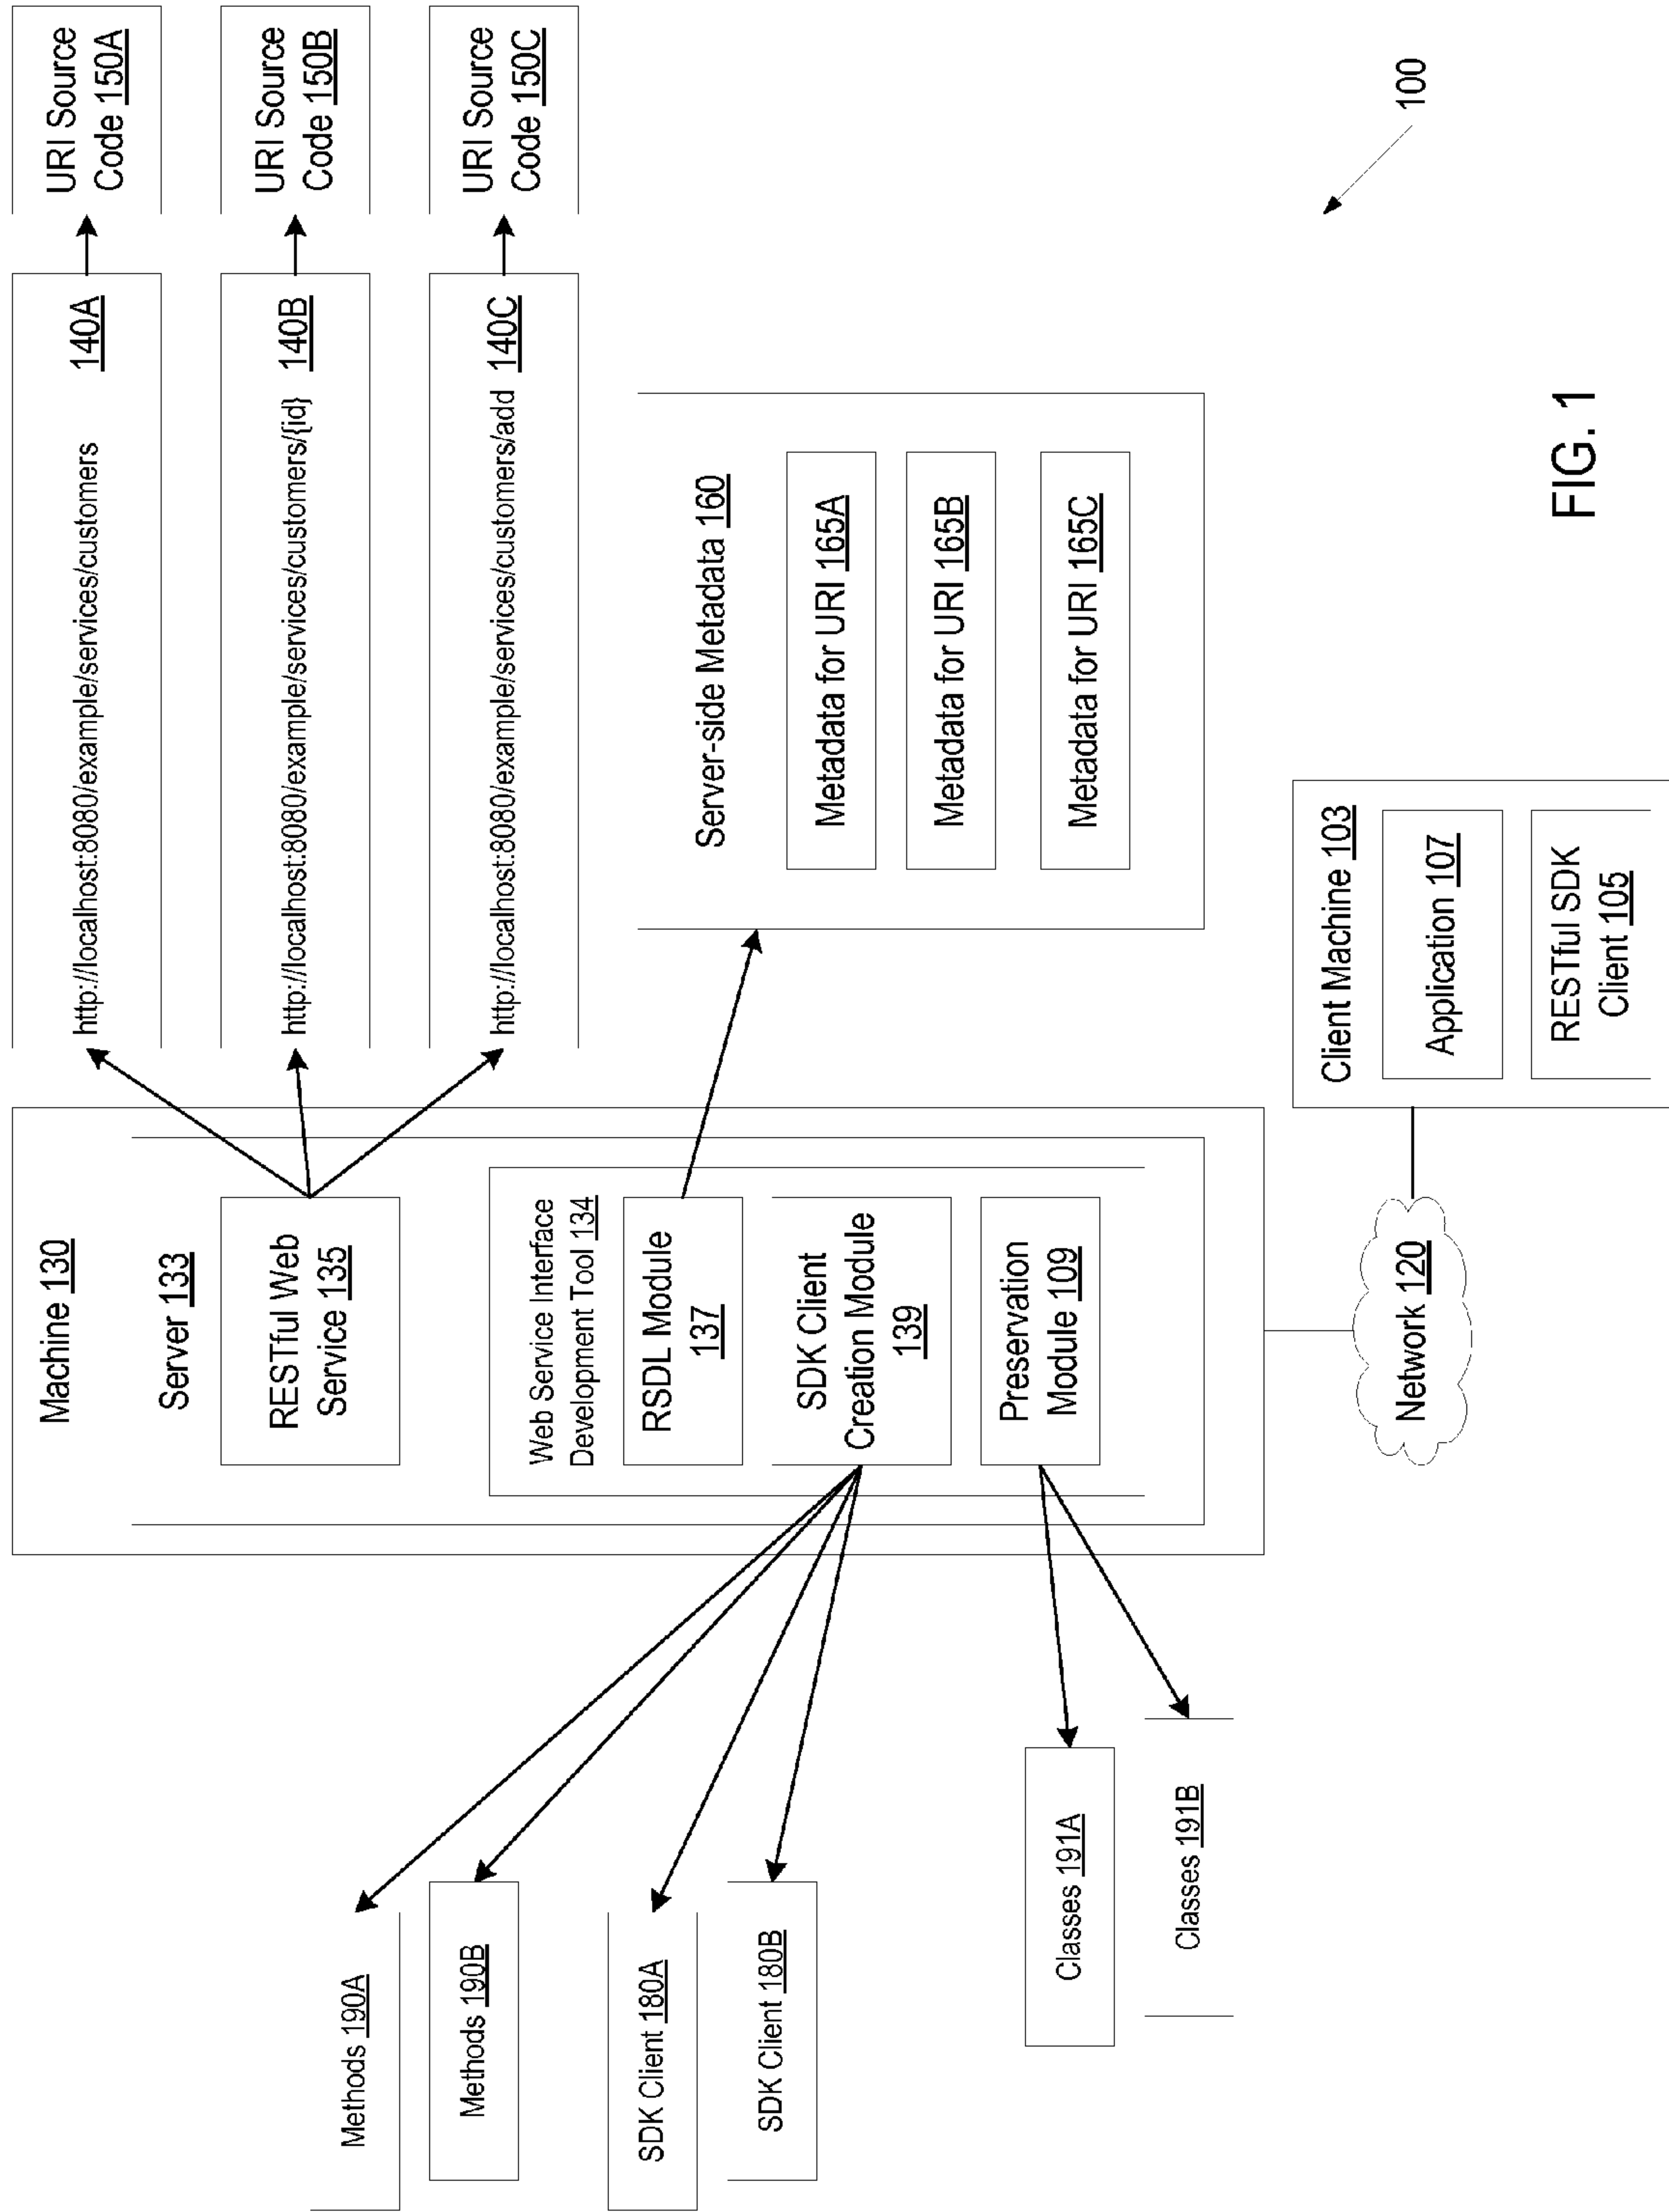 Machine 130
Server 133
RESTful Web
Service 135
Web Service Interface
Development Tool 134
RSDL Module
137
SDK Client
Creation Module
139
Preservation
Module 109
http://localhost:8080/example/services/customers 140A
http://localhost:8080/example/services/customers/{id} 140B
http://localhost:8080/example/services/customers/add 140C
URI Source
Code 150A
URI Source
Code 150B
URI Source
Code 150C
Server-side Metadata 160
Metadata for URI 165A
Metadata for URI 165B
Metadata for URI 165C
Methods 190A
Methods 190B
SDK Client 180A
SDK Client 180B
Classes 191A
Classes 191B
Network 120
Client Machine 103
Application 107
RESTful SDK
Client 105
100
FIG. 1